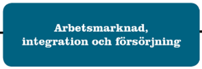 Arbetsmarknad,
integration och försörjning